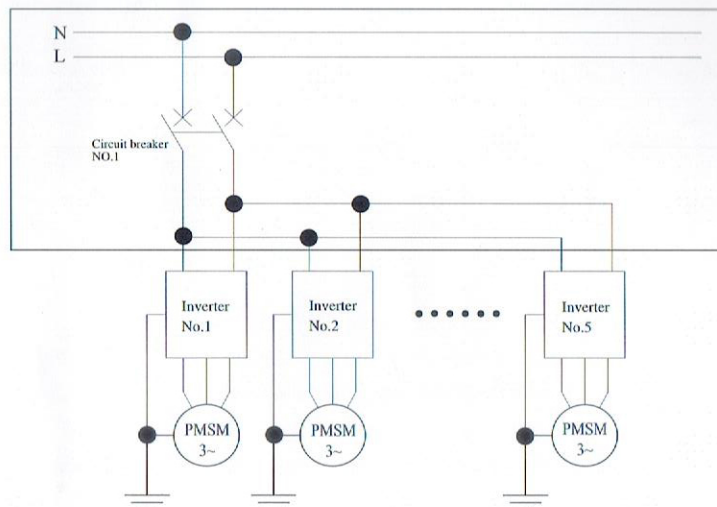 N
L
Circuit breaker
NO.1
Inverter
No.1
Inverter
No.2
Inverter
No.5
PMSM
3~
PMSM
3~
PMSM
3~